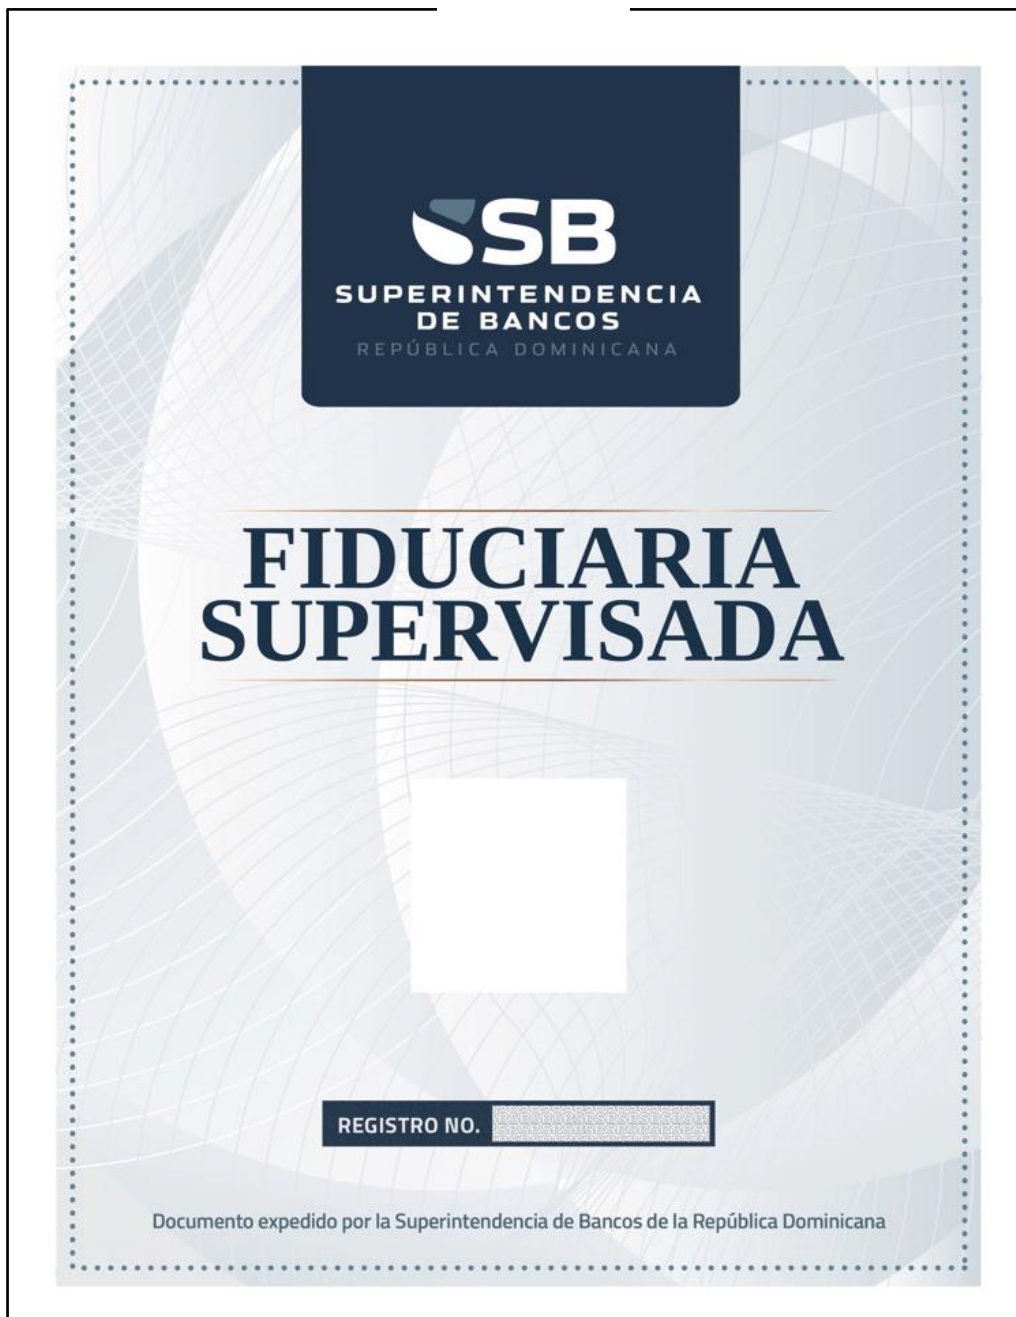 SB
SUPERINTENDENCIA
DE BANCOS
REPÚBLICA DOMINICANA
FIDUCIARIA
SUPERVISADA
REGISTRO NO.
Documento expedido por la Superintendencia de Bancos de la República Dominicana